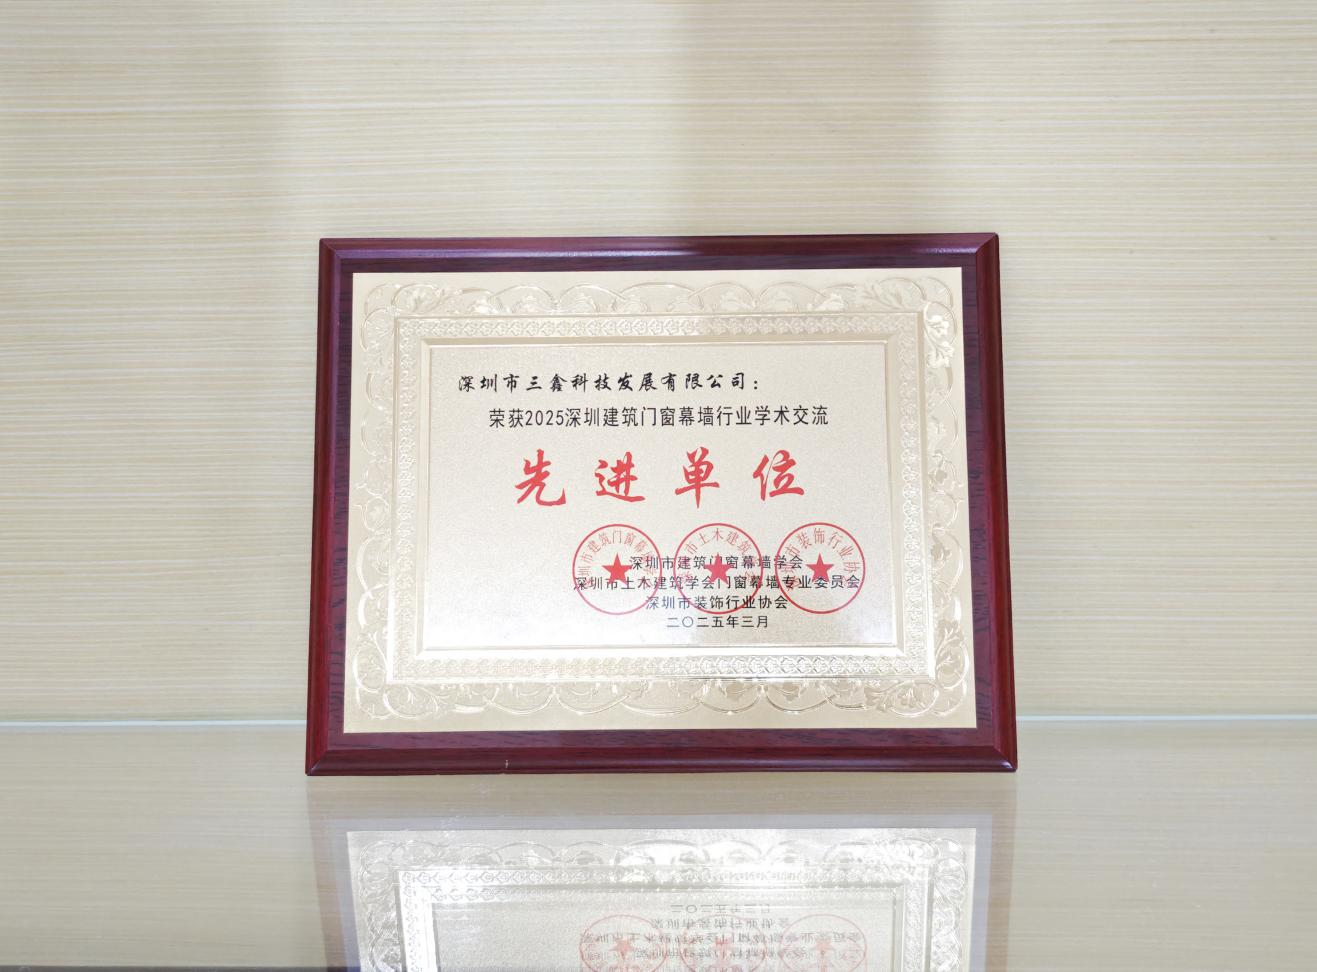 深圳市三鑫科技发展有限公司：
荣获2025深圳建筑门窗幕墙行业学术交流
先进单位
深圳市建筑门窗幕墙学会
深圳市土木建筑学会门窗幕墙专业委员会
深圳市装饰行业协会
二〇二五年三月